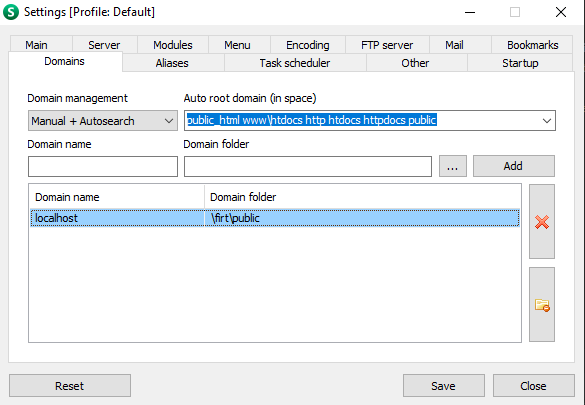 Settings [Profile: Default]
Main Server Modules Menu Encoding FTP server Mail Bookmarks
Domains Aliases Task scheduler Other Startup
Domain management Auto root domain (in space)
Manual + Autosearch public_html www \htdocs http htdocs httpdocs public
Domain name Domain folder
... Add
Domain name Domain folder
localhost \firt\public
Reset Save Close